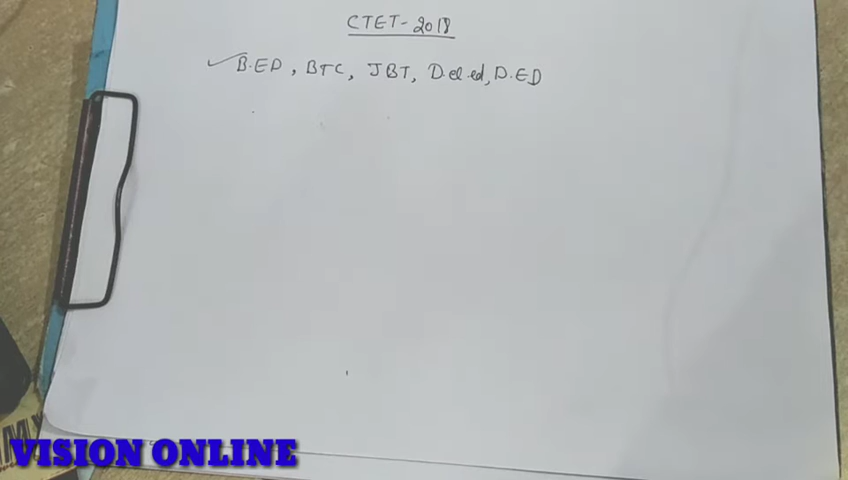 CTET-2018
B.ED, BTC, JBT, D.el.ed, D.ED
VISION ONLINE